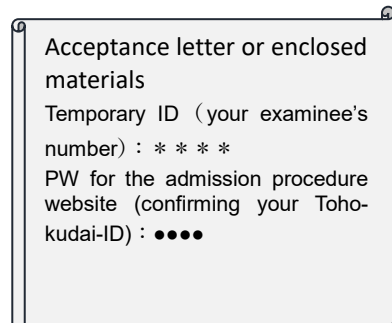 Acceptance letter or enclosed
materials
Temporary ID（your examinee’s
number）：＊＊＊＊
PW for the admission procedure
website (confirming your Toho-
kudai-ID)：●●●●